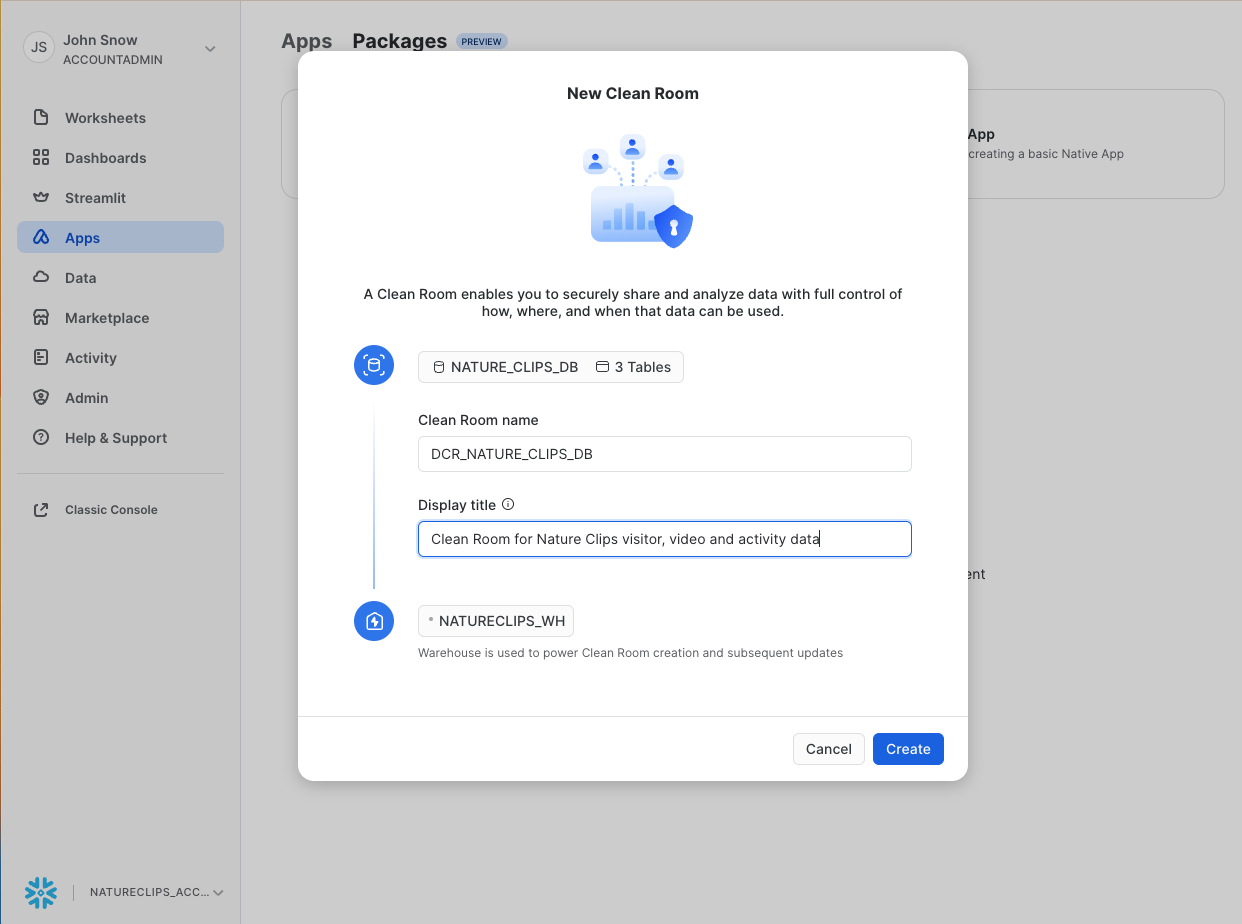 JS
John Snow
ACCOUNTADMIN
Worksheets
Dashboards
Streamlit
Apps
Data
Marketplace
Activity
Admin
Help & Support
Classic Console
NATURECLIPS_ACC...
Apps Packages PREVIEW
App
creating a basic Native App
New Clean Room
A Clean Room enables you to securely share and analyze data with full control of
how, where, and when that data can be used.
NATURE_CLIPS_DB 3 Tables
Clean Room name
DCR_NATURE_CLIPS_DB
Display title
Clean Room for Nature Clips visitor, video and activity data
NATURECLIPS_WH
Warehouse is used to power Clean Room creation and subsequent updates
Cancel Create